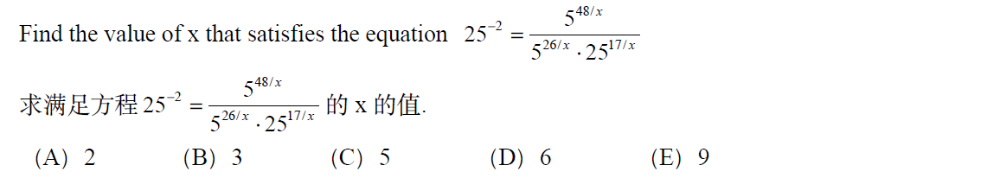 Find the value of x that satisfies the equation $25^{-2} = \frac{5^{48/x}}{5^{26/x} \cdot 25^{17/x}}$
求满足方程 $25^{-2} = \frac{5^{48/x}}{5^{26/x} \cdot 25^{17/x}}$ 的 x 的值.
(A) 2 (B) 3 (C) 5 (D) 6 (E) 9